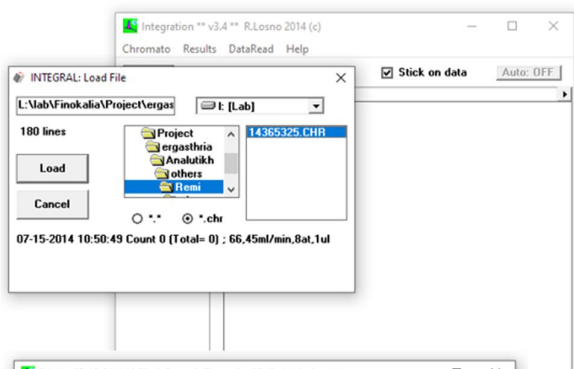 Integration ** v3.4 ** R.Losno 2014 (c)
Chromato Results DataRead Help
Stick on data
Auto: OFF
INTEGRAL: Load File
L:\lab\Finokalia\Project\ergas
l: [Lab]
180 lines
Project
ergasthria
Analutikh
others
Remi
14365325.CHR
Load
Cancel
*.*
*.chr
07-15-2014 10:50:49 Count 0 (Total= 0) ; 66,45ml/min,8at,1ul